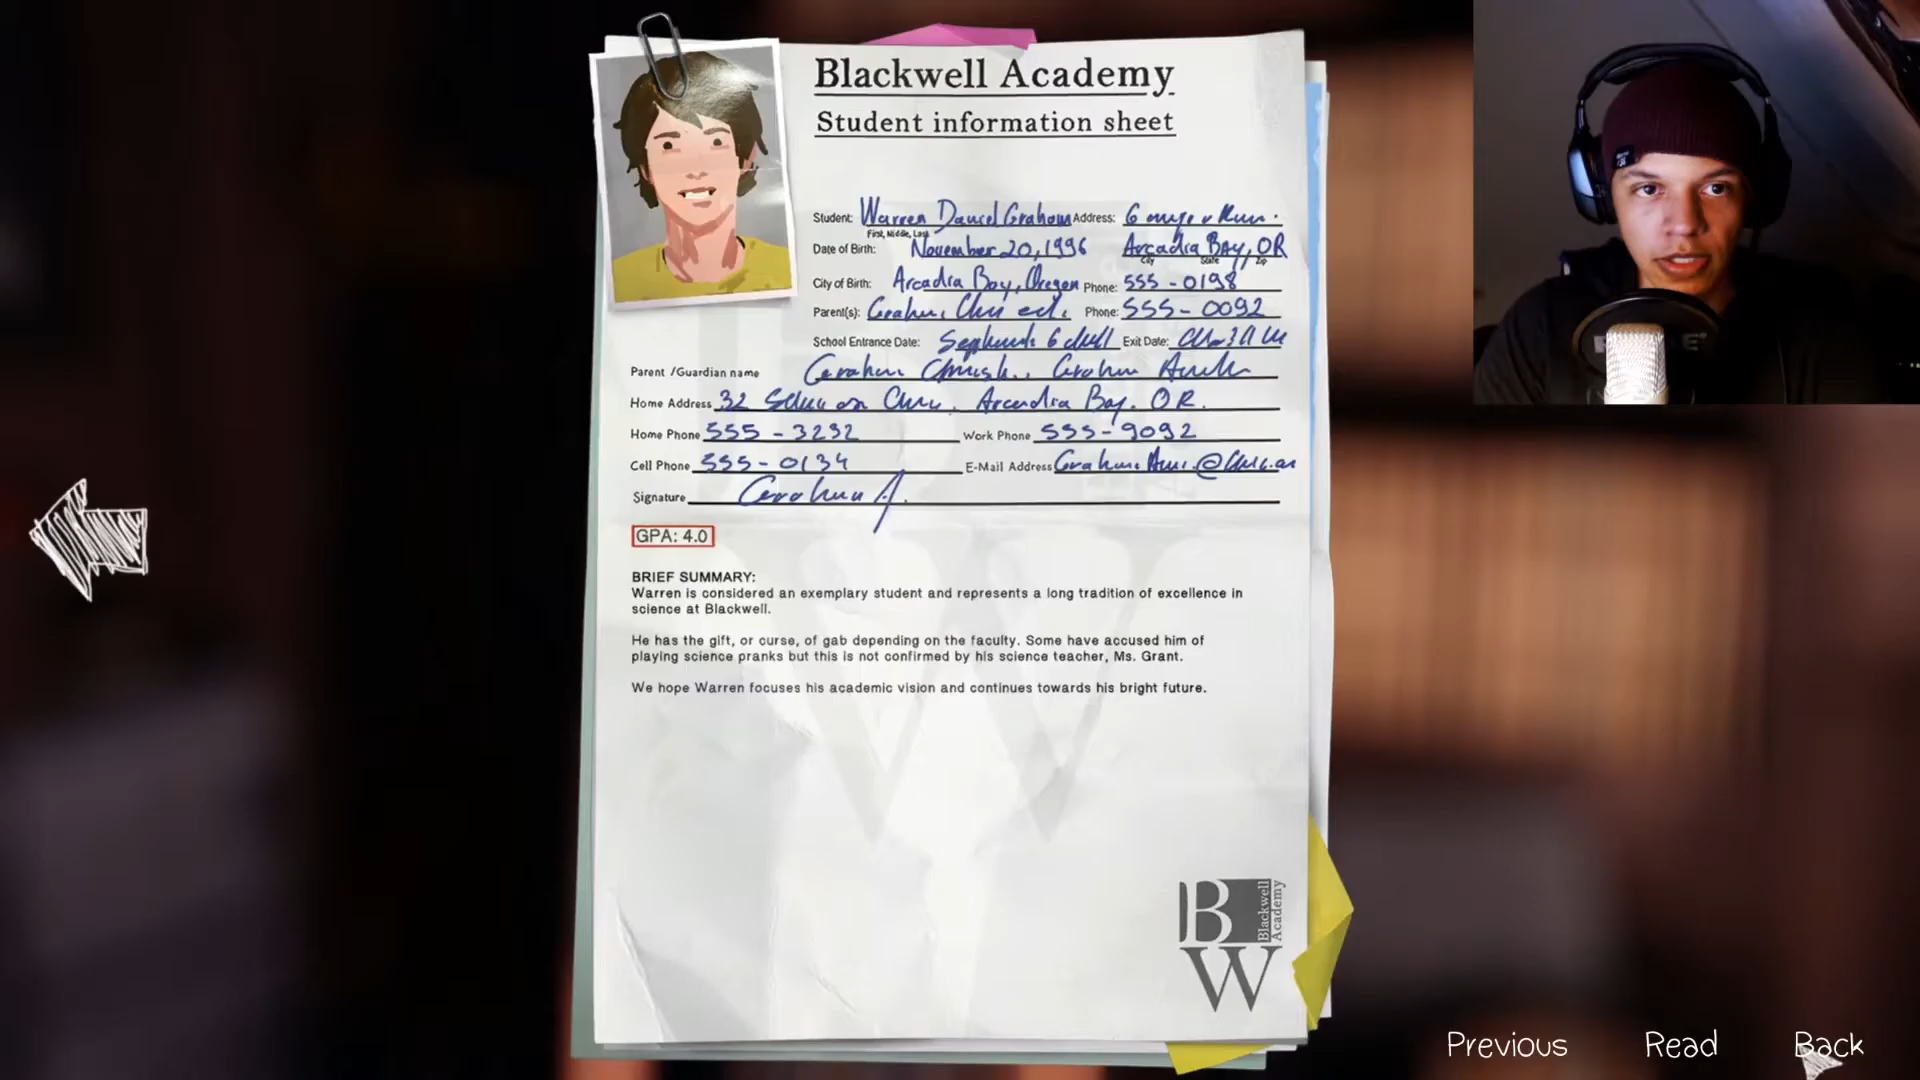 Blackwell Academy
Student information sheet
Student: Warren Daniel Graham Address: 6
First, Middle, Last
Date of Birth: November 20, 1996 Arcadia Bay, OR
City State Zip
City of Birth: Arcadia Bay, Oregon Phone: 555-0198
Parent(s): Phone: 555-0092
School Entrance Date: Exit Date:
Parent /Guardian name Graham Graham
Home Address 32 Arcadia Bay. OR.
Home Phone 555-3232 Work Phone 555-9092
Cell Phone 555-0134 E-Mail Address
Signature Graham A.
GPA: 4.0
BRIEF SUMMARY:
Warren is considered an exemplary student and represents a long tradition of excellence in
science at Blackwell.
He has the gift, or curse, of gab depending on the faculty. Some have accused him of
playing science pranks but this is not confirmed by his science teacher, Ms. Grant.
We hope Warren focuses his academic vision and continues towards his bright future.
B Blackwell Academy
W
Previous Read Back